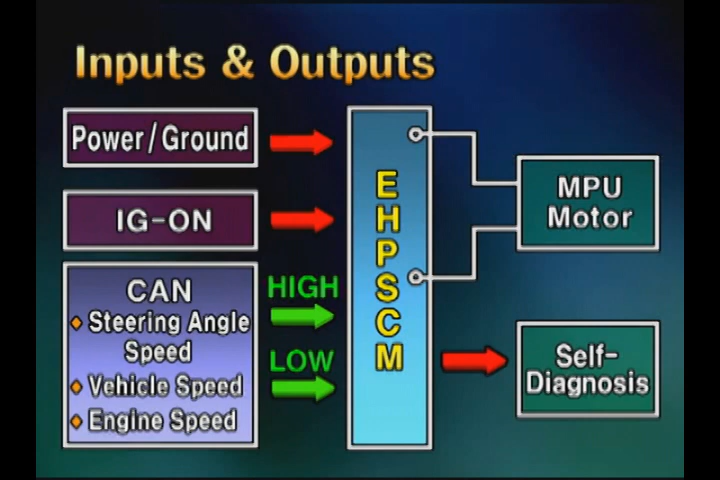 Inputs & Outputs
Power/Ground
IG-ON
CAN
Steering Angle
Speed
Vehicle Speed
Engine Speed
HIGH
LOW
EHPSCM
MPU
Motor
Self-
Diagnosis